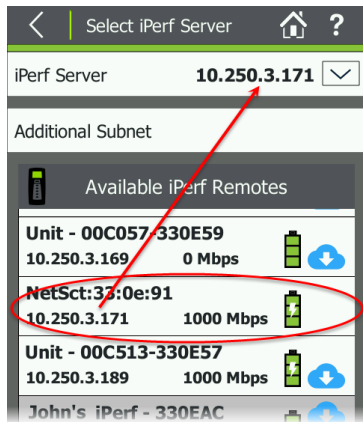 Select iPerf Server ?
iPerf Server 10.250.3.171
Additional Subnet
Available iPerf Remotes
Unit - 00C057-330E59
10.250.3.169 0 Mbps
NetSct:33:0e:91
10.250.3.171 1000 Mbps
Unit - 00C513-330E57
10.250.3.189 1000 Mbps
John's iPerf - 330EAC